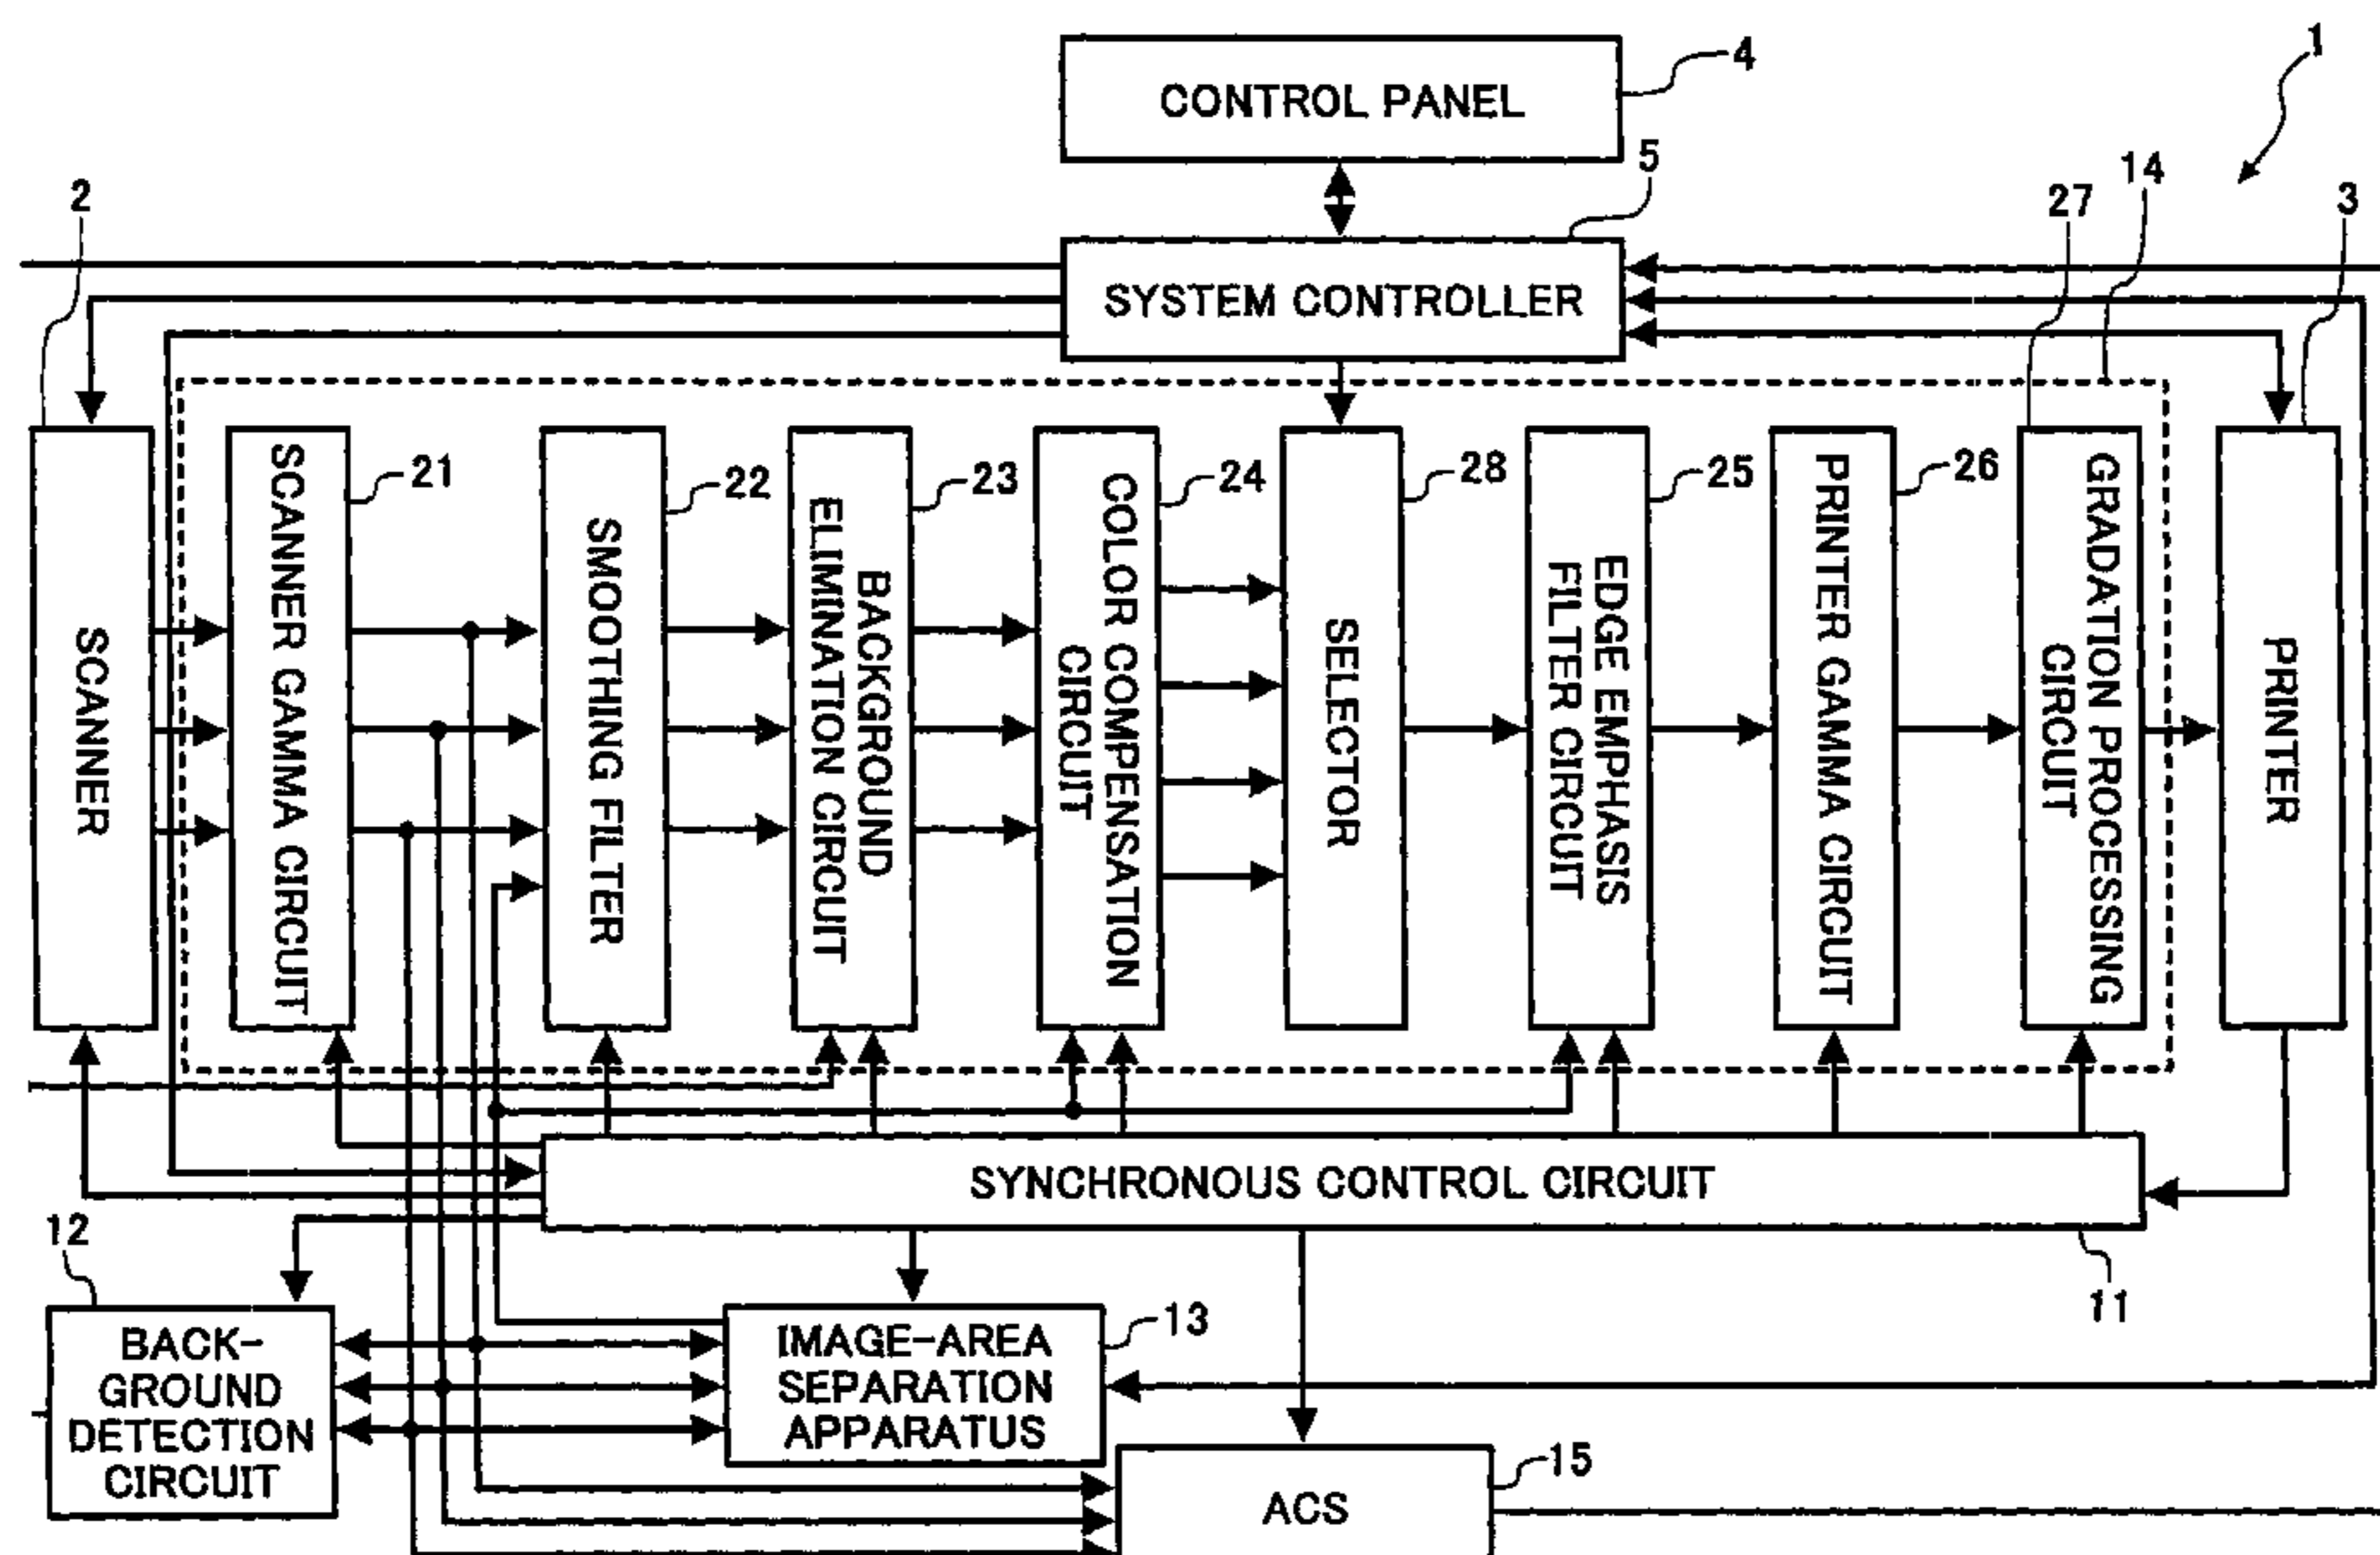 1
CONTROL PANEL
4
5
14
27
3
2
SYSTEM CONTROLLER
SCANNER
SCANNER GAMMA CIRCUIT
21
SMOOTHING FILTER
22
BACKGROUND
ELIMINATION CIRCUIT
23
COLOR COMPENSATION
CIRCUIT
24
SELECTOR
28
EDGE EMPHASIS
FILTER CIRCUIT
25
PRINTER GAMMA CIRCUIT
26
GRADATION PROCESSING
CIRCUIT
PRINTER
SYNCHRONOUS CONTROL CIRCUIT
11
12
BACK-
GROUND
DETECTION
CIRCUIT
IMAGE-AREA
SEPARATION
APPARATUS
13
ACS
15